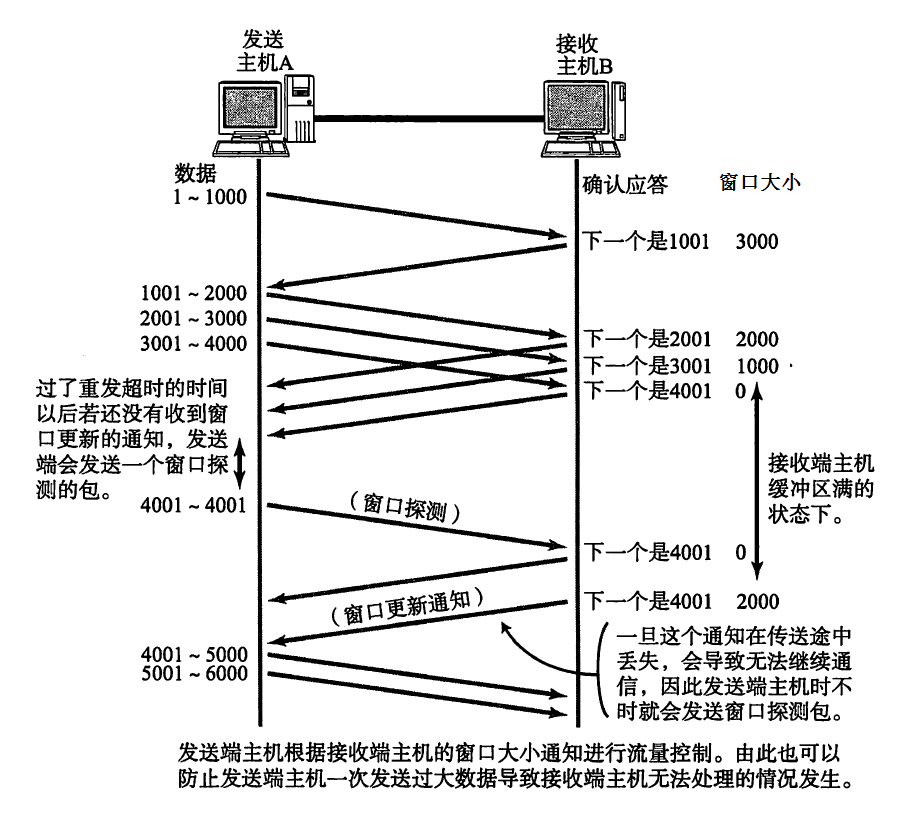 发送
主机A
接收
主机B
数据
确认应答 窗口大小
1～1000
下一个是1001 3000
1001～2000
2001～3000
3001～4000
下一个是2001 2000
下一个是3001 1000
下一个是4001 0
过了重发超时的时间
以后若还没有收到窗
口更新的通知，发送
端会发送一个窗口探
测的包。
接收端主机
缓冲区满的
状态下。
4001～4001
（窗口探测）
下一个是4001 0
（窗口更新通知）
下一个是4001 2000
一旦这个通知在传送途中
丢失，会导致无法继续通
信，因此发送端主机时不
时就会发送窗口探测包。
4001～5000
5001～6000
发送端主机根据接收端主机的窗口大小通知进行流量控制。由此也可以
防止发送端主机一次发送过大数据导致接收端主机无法处理的情况发生。